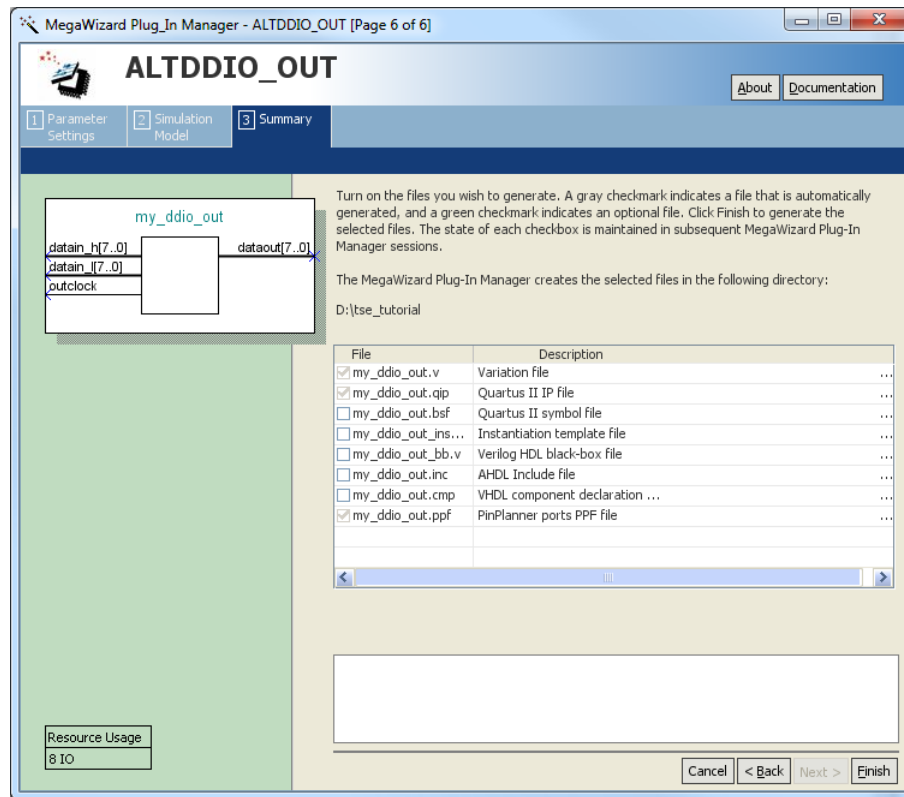 MegaWizard Plug_In Manager - ALTDDIO_OUT [Page 6 of 6]
ALTDDIO_OUT
About
Documentation
1 Parameter Settings
2 Simulation Model
3 Summary
my_ddio_out
datain_h[7..0]
datain_l[7..0]
outclock
dataout[7..0]
Turn on the files you wish to generate. A gray checkmark indicates a file that is automatically
generated, and a green checkmark indicates an optional file. Click Finish to generate the
selected files. The state of each checkbox is maintained in subsequent MegaWizard Plug-In
Manager sessions.
The MegaWizard Plug-In Manager creates the selected files in the following directory:
D:\tse_tutorial
File Description
my_ddio_out.v Variation file ...
my_ddio_out.qip Quartus II IP file ...
my_ddio_out.bsf Quartus II symbol file ...
my_ddio_out_ins... Instantiation template file ...
my_ddio_out_bb.v Verilog HDL black-box file ...
my_ddio_out.inc AHDL Include file ...
my_ddio_out.cmp VHDL component declaration ... ...
my_ddio_out.ppf PinPlanner ports PPF file ...
Resource Usage
8 IO
Cancel
< Back
Next >
Finish